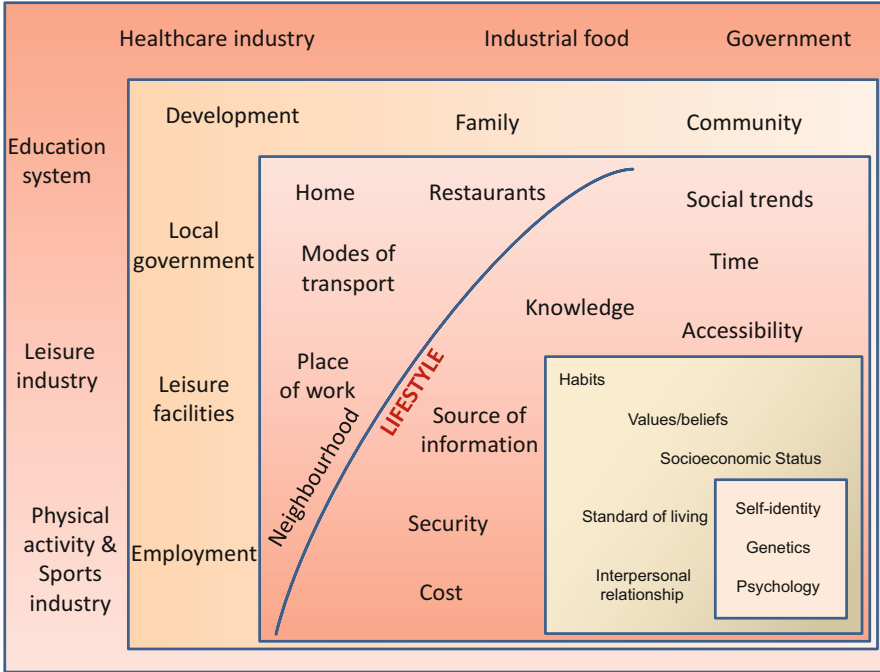 Healthcare industry
Industrial food
Government
Development
Family
Community
Education
system
Home
Restaurants
Social trends
Local
government
Modes of
transport
Time
Knowledge
Accessibility
Leisure
industry
Leisure
facilities
Place
of work
LIFESTYLE
Neighbourhood
Source of
information
Habits
Values/beliefs
Socioeconomic Status
Physical
activity &
Sports
industry
Employment
Security
Cost
Standard of living
Interpersonal
relationship
Self-identity
Genetics
Psychology